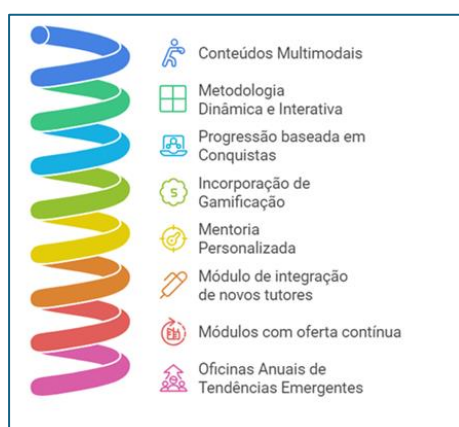 Conteúdos Multimodais
Metodologia
Dinâmica e Interativa
Progressão baseada em
Conquistas
Incorporação de
Gamificação
Mentoria
Personalizada
Módulo de integração
de novos tutores
Módulos com oferta contínua
Oficinas Anuais de
Tendências Emergentes